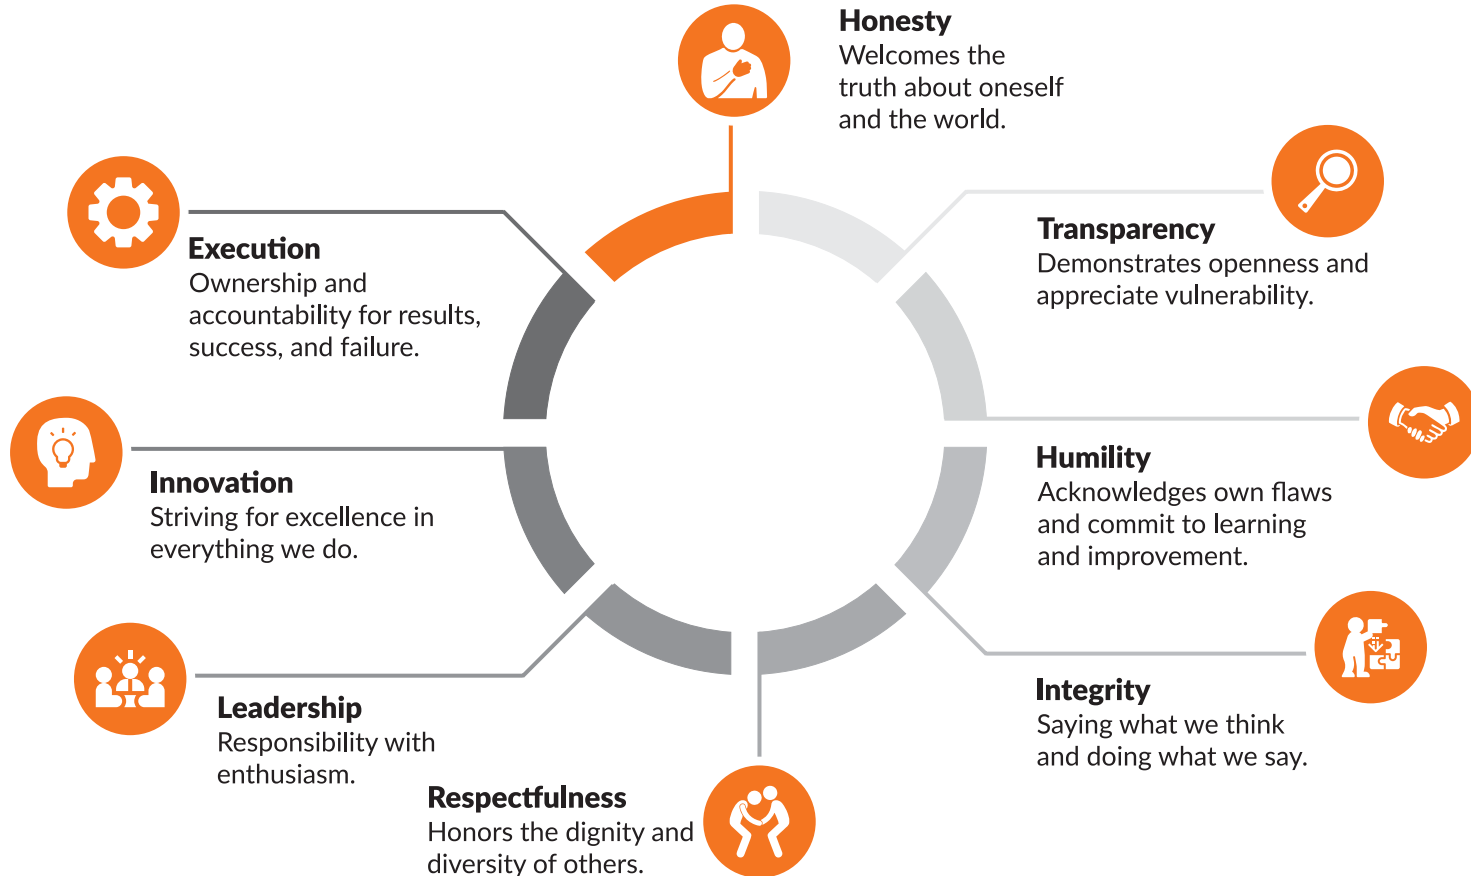 Honesty
Welcomes the
truth about oneself
and the world.
Transparency
Demonstrates openness and
appreciate vulnerability.
Humility
Acknowledges own flaws
and commit to learning
and improvement.
Integrity
Saying what we think
and doing what we say.
Respectfulness
Honors the dignity and
diversity of others.
Leadership
Responsibility with
enthusiasm.
Innovation
Striving for excellence in
everything we do.
Execution
Ownership and
accountability for results,
success, and failure.